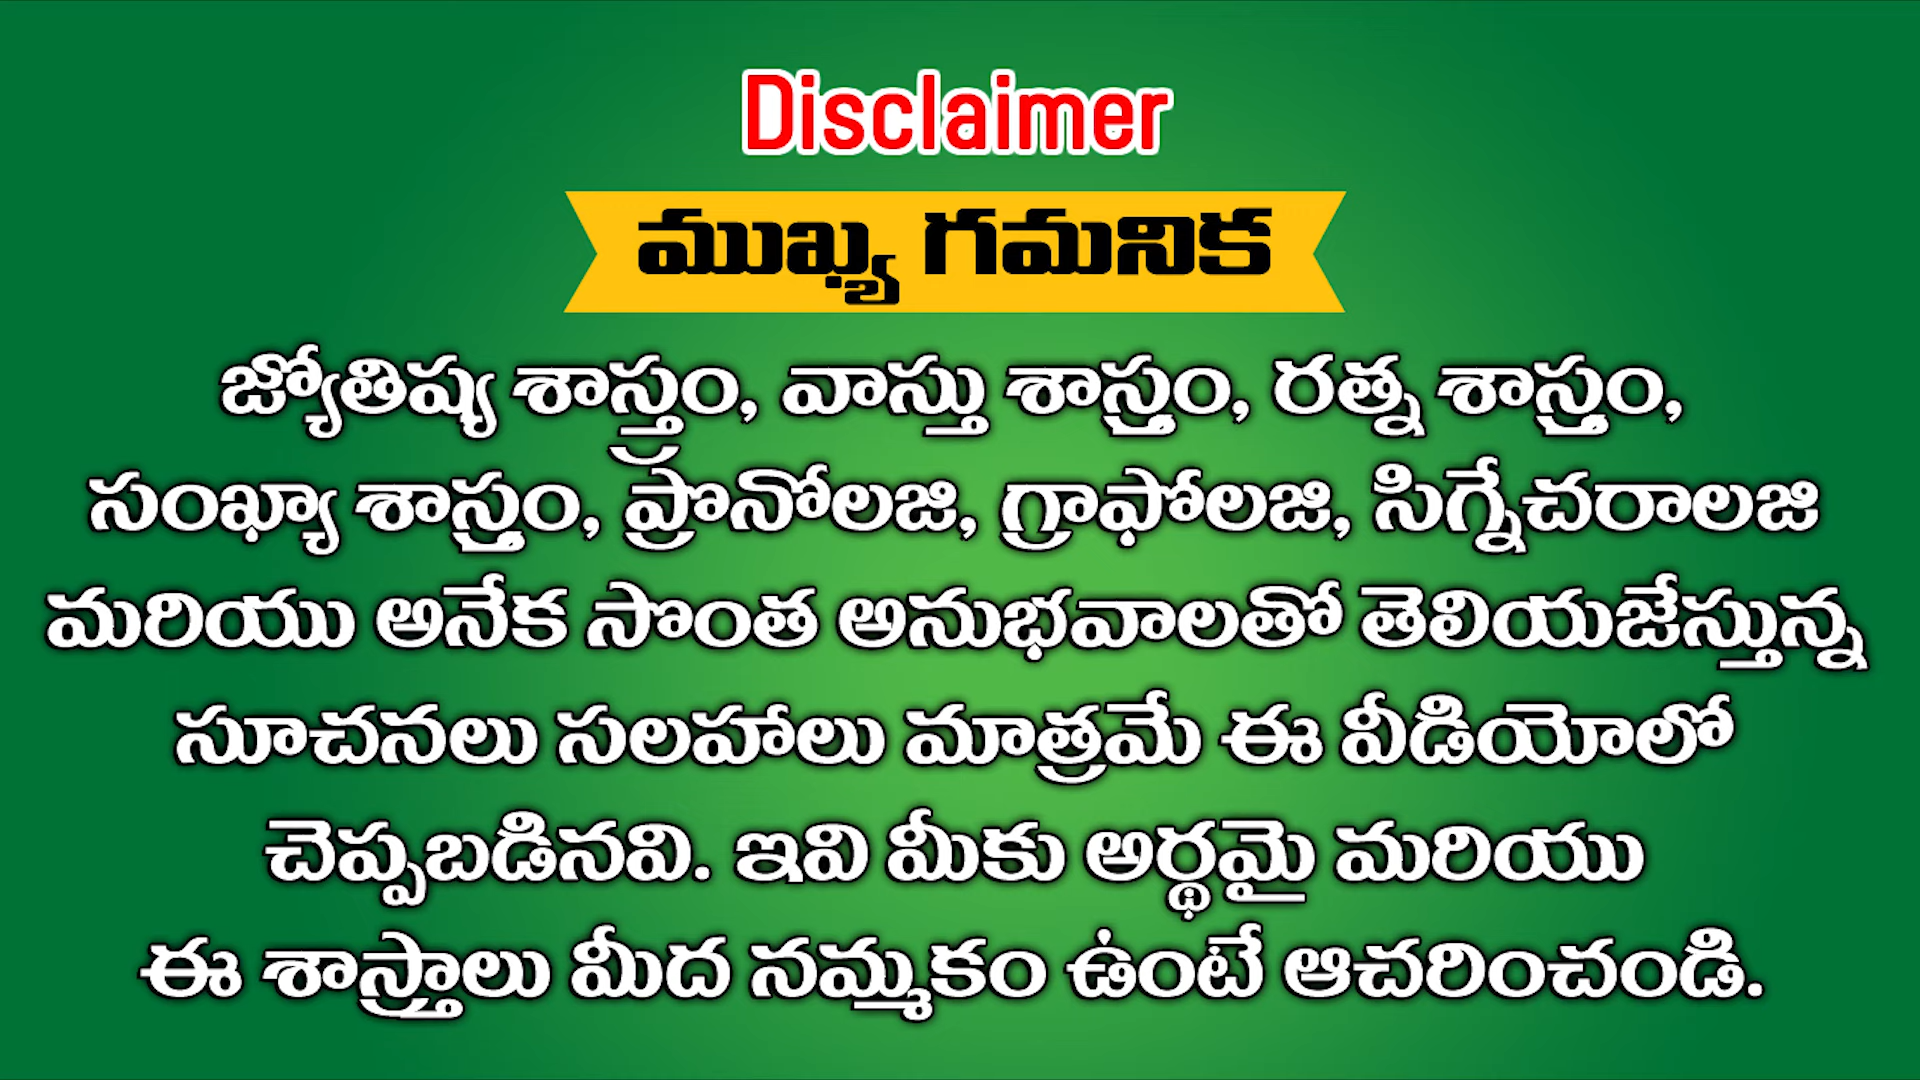 Disclaimer
ముఖ్య గమనిక
జ్యోతిష్య శాస్త్రం, వాస్తు శాస్త్రం, రత్న శాస్త్రం,
సంఖ్యా శాస్త్రం, ప్రొనోలజి, గ్రాఫోలజి, సిగ్నేచరాలజి
మరియు అనేక సొంత అనుభవాలతో తెలియజేస్తున్న
సూచనలు సలహాలు మాత్రమే ఈ వీడియోలో
చెప్పబడినవి. ఇవి మీకు అర్థమై మరియు
ఈ శాస్త్రాలు మీద నమ్మకం ఉంటే ఆచరించండి.